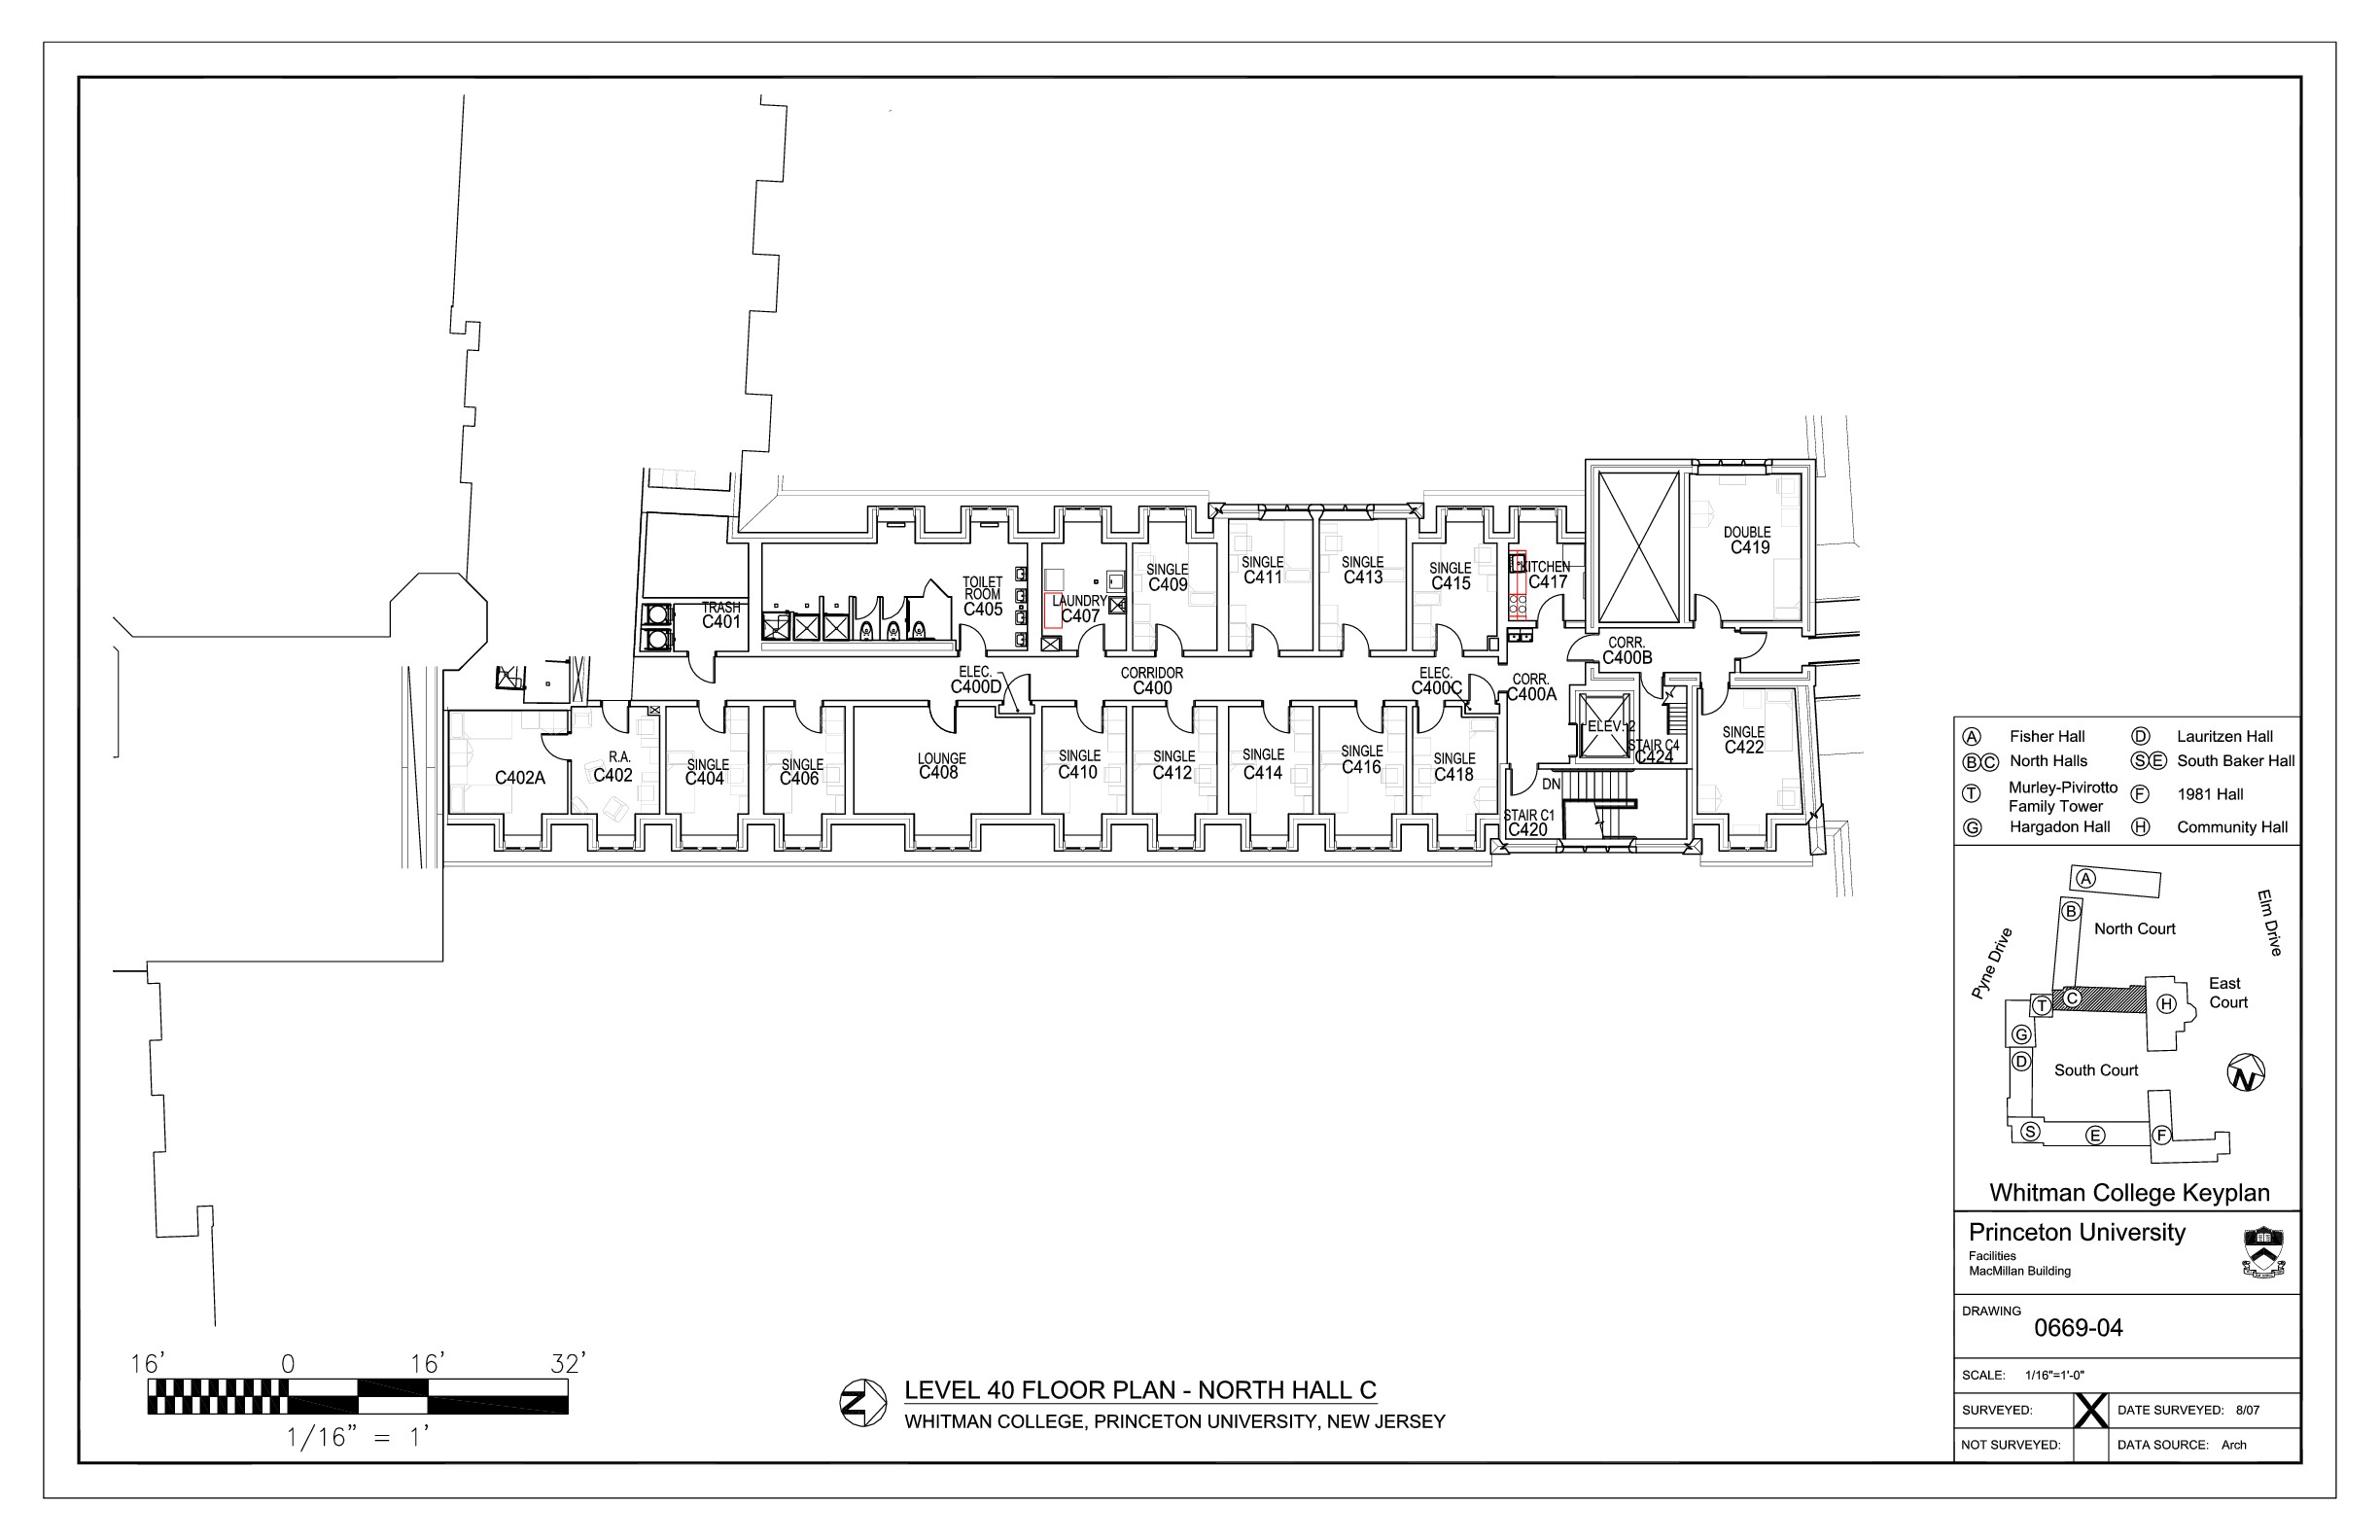 TRASH
C401
TOILET
ROOM
C405
LAUNDRY
C407
SINGLE
C409
SINGLE
C411
SINGLE
C413
SINGLE
C415
KITCHEN
C417
DOUBLE
C419
ELEC.
C400D
CORRIDOR
C400
ELEC.
C400C
CORR.
C400A
CORR.
C400B
C402A
R.A.
C402
SINGLE
C404
SINGLE
C406
LOUNGE
C408
SINGLE
C410
SINGLE
C412
SINGLE
C414
SINGLE
C416
SINGLE
C418
ELEV. 2
STAIR C4
C424
SINGLE
C422
DN
STAIR C1
C420
A Fisher Hall
D Lauritzen Hall
B C North Halls
S E South Baker Hall
T Murley-Pivirotto
Family Tower
F 1981 Hall
G Hargadon Hall
H Community Hall
A
B
North Court
Elm Drive
Pyne Drive
East
Court
T
C
H
G
D
South Court
N
S
E
F
Whitman College Keyplan
Princeton University
Facilities
MacMillan Building
DRAWING
0669-04
SCALE: 1/16"=1'-0"
SURVEYED: X DATE SURVEYED: 8/07
NOT SURVEYED: DATA SOURCE: Arch
16' 0 16' 32'
1/16" = 1'
N
LEVEL 40 FLOOR PLAN - NORTH HALL C
WHITMAN COLLEGE, PRINCETON UNIVERSITY, NEW JERSEY